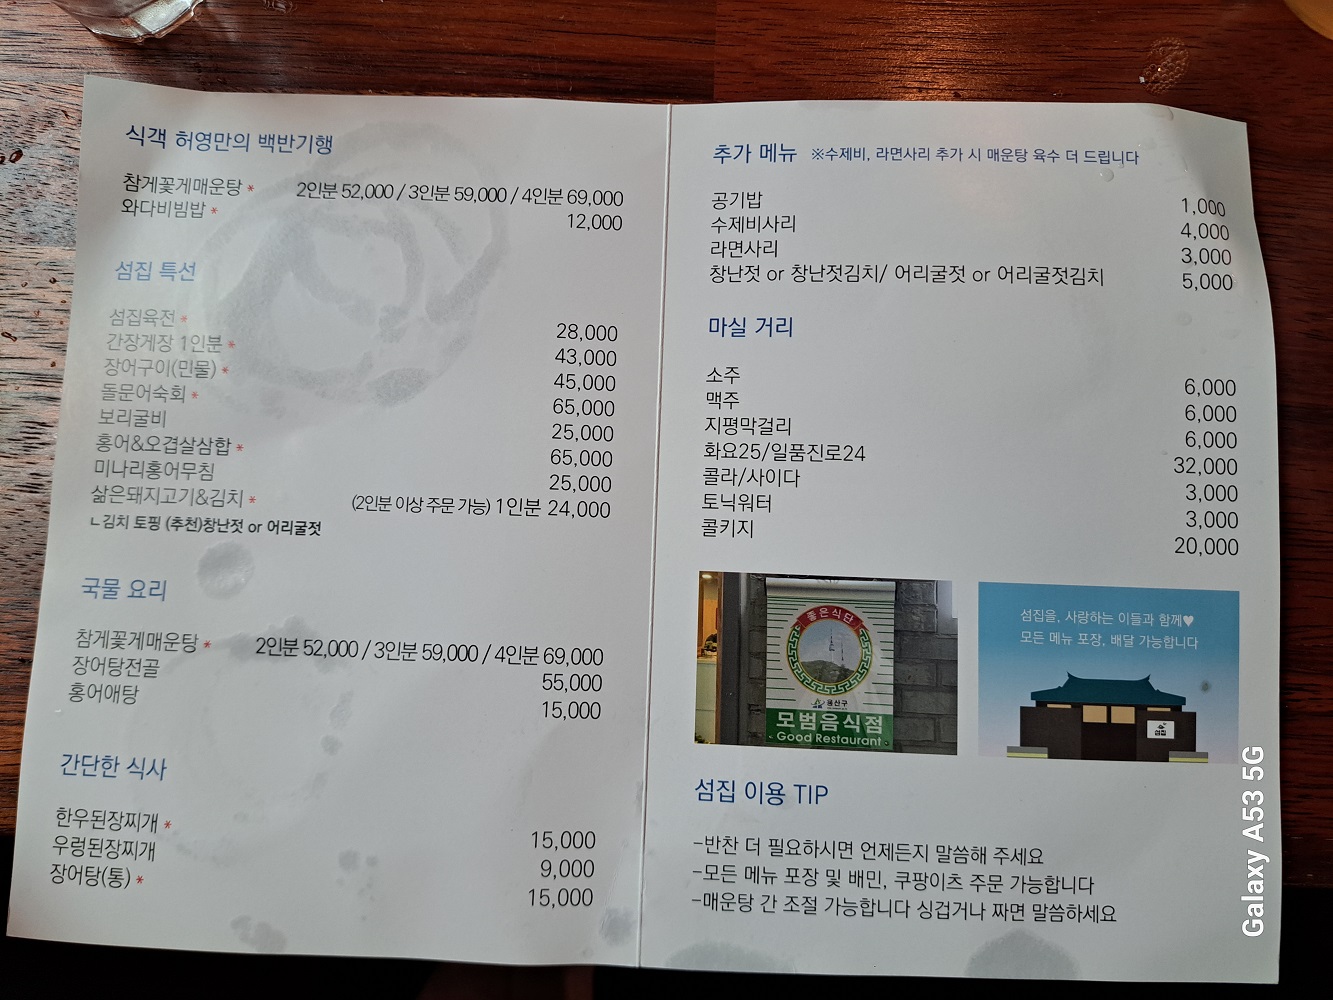 식객 허영만의 백반기행
참게꽃게매운탕 * 2인분 52,000 / 3인분 59,000 / 4인분 69,000
와다비빔밥 * 12,000
섬집 특선
섬집육전 * 28,000
간장게장 1인분 * 43,000
장어구이(민물) * 45,000
돌문어숙회 * 65,000
보리굴비 25,000
홍어&오겹살삼합 * 65,000
미나리홍어무침 25,000
삶은돼지고기&김치 * (2인분 이상 주문 가능) 1인분 24,000
ㄴ김치 토핑 (추천)창난젓 or 어리굴젓
국물 요리
참게꽃게매운탕 * 2인분 52,000 / 3인분 59,000 / 4인분 69,000
장어탕전골 55,000
홍어애탕 15,000
간단한 식사
한우된장찌개 * 15,000
우렁된장찌개 9,000
장어탕(통) * 15,000
추가 메뉴 ※수제비, 라면사리 추가 시 매운탕 육수 더 드립니다
공기밥 1,000
수제비사리 4,000
라면사리 3,000
창난젓 or 창난젓김치/ 어리굴젓 or 어리굴젓김치 5,000
마실 거리
소주 6,000
맥주 6,000
지평막걸리 6,000
화요25/일품진로24 32,000
콜라/사이다 3,000
토닉워터 3,000
콜키지 20,000
좋은식단
용산구
모범음식점
Good Restaurant
섬집을, 사랑하는 이들과 함께♥
모든 메뉴 포장, 배달 가능합니다
섬집
섬집 이용 TIP
-반찬 더 필요하시면 언제든지 말씀해 주세요
-모든 메뉴 포장 및 배민, 쿠팡이츠 주문 가능합니다
-매운탕 간 조절 가능합니다 싱겁거나 짜면 말씀하세요
Galaxy A53 5G